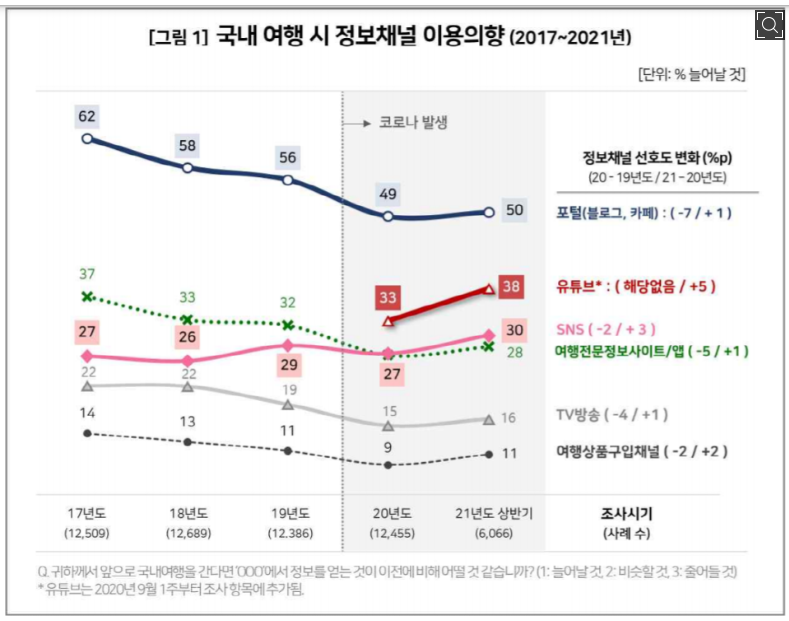 [그림 1] 국내 여행 시 정보채널 이용의향 (2017~2021년)
[단위: % 늘어날 것]
코로나 발생
62
58
56
49
50
37
33
32
33
38
27
26
29
27
30
28
22
22
19
15
16
14
13
11
9
11
정보채널 선호도 변화 (%p)
(20 - 19년도 / 21 – 20년도)
포털(블로그, 카페) : ( -7 / + 1 )
유튜브* : ( 해당없음 / +5 )
SNS ( -2 / + 3 )
여행전문정보사이트/앱 ( -5 / +1 )
TV방송 ( -4 / +1 )
여행상품구입채널 ( -2 / +2 )
17년도 18년도 19년도 20년도 21년도 상반기 조사시기
(12,509) (12,689) (12.386) (12,455) (6,066) (사례 수)
Q. 귀하께서 앞으로 국내여행을 간다면 'OOO'에서 정보를 얻는 것이 이전에 비해 어떨 것 같습니까? (1: 늘어날 것, 2: 비슷할 것, 3: 줄어들 것)
* 유튜브는 2020년 9월 1주부터 조사 항목에 추가됨.